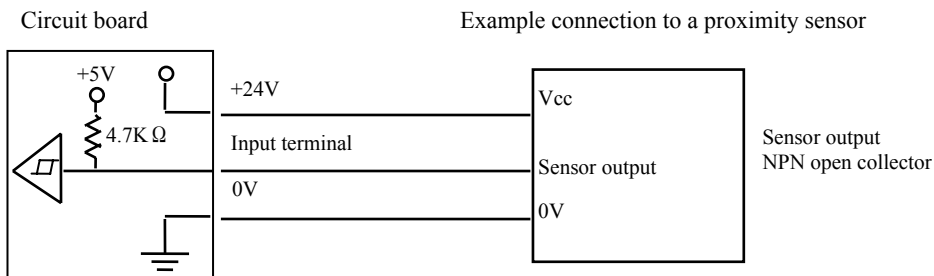 Circuit board
Example connection to a proximity sensor
+5V
+24V
Vcc
4.7KΩ
Input terminal
Sensor output
Sensor output
NPN open collector
0V
0V